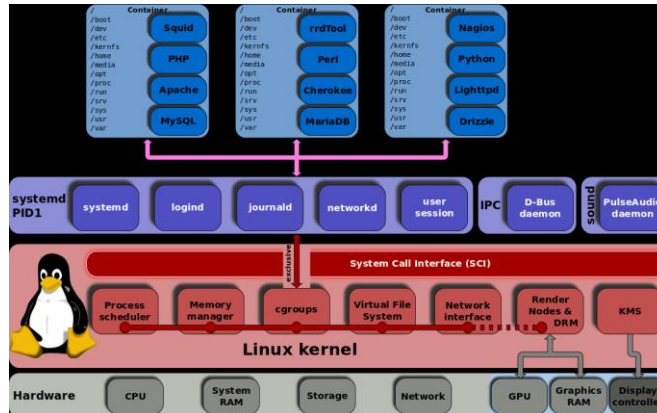 /
Container
/boot
/dev
/etc
/kernfs
/home
/media
/opt
/proc
/run
/srv
/sys
/usr
/var
Squid
PHP
Apache
MySQL
/
Container
/boot
/dev
/etc
/kernfs
/home
/media
/opt
/proc
/run
/srv
/sys
/usr
/var
rrdTool
Perl
Cherokee
MariaDB
/
Container
/boot
/dev
/etc
/kernfs
/home
/media
/opt
/proc
/run
/srv
/sys
/usr
/var
Nagios
Python
Lighttpd
Drizzle
systemd
PID1
systemd
logind
journald
networkd
user
session
IPC
D-Bus
daemon
sound
PulseAudio
daemon
exclusive
System Call Interface (SCI)
Process
scheduler
Memory
manager
cgroups
Virtual File
System
Network
interface
Render
Nodes &
DRM
KMS
Linux kernel
Hardware
CPU
System
RAM
Storage
Network
GPU
Graphics
RAM
Display
controlle